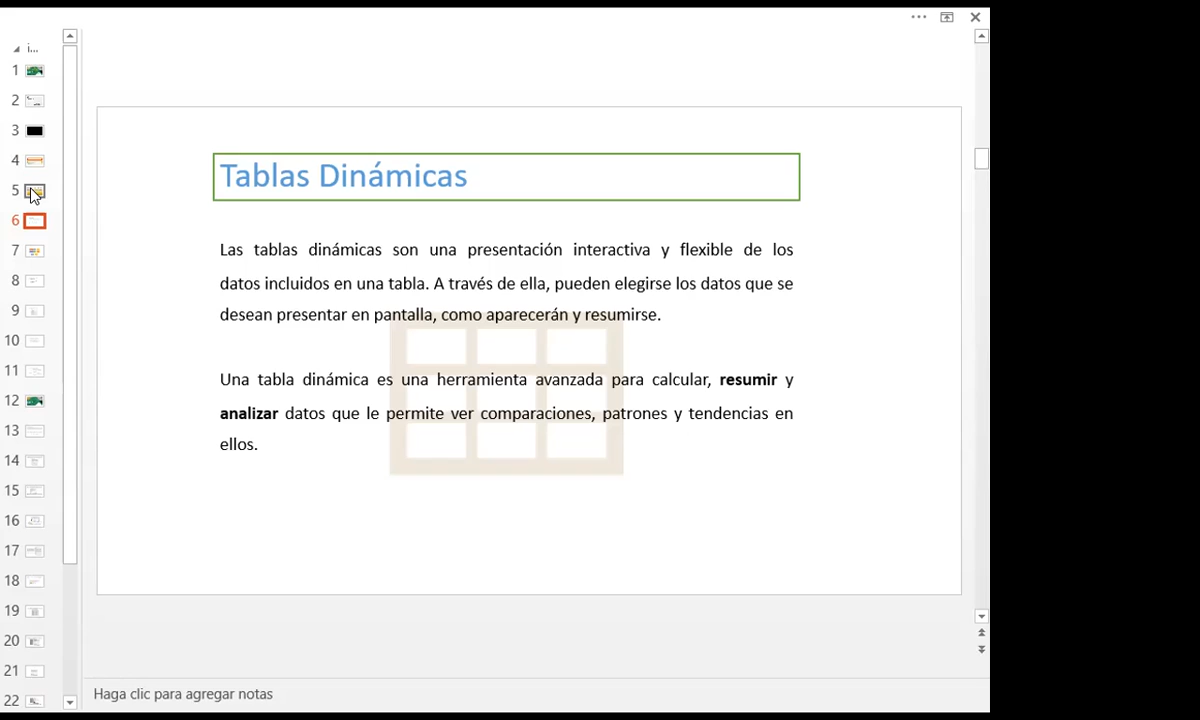 i...
1
2
3
4
5
6
7
8
9
10
11
12
13
14
15
16
17
18
19
20
21
22
Tablas Dinámicas
Las tablas dinámicas son una presentación interactiva y flexible de los
datos incluidos en una tabla. A través de ella, pueden elegirse los datos que se
desean presentar en pantalla, como aparecerán y resumirse.
Una tabla dinámica es una herramienta avanzada para calcular, resumir y
analizar datos que le permite ver comparaciones, patrones y tendencias en
ellos.
Haga clic para agregar notas